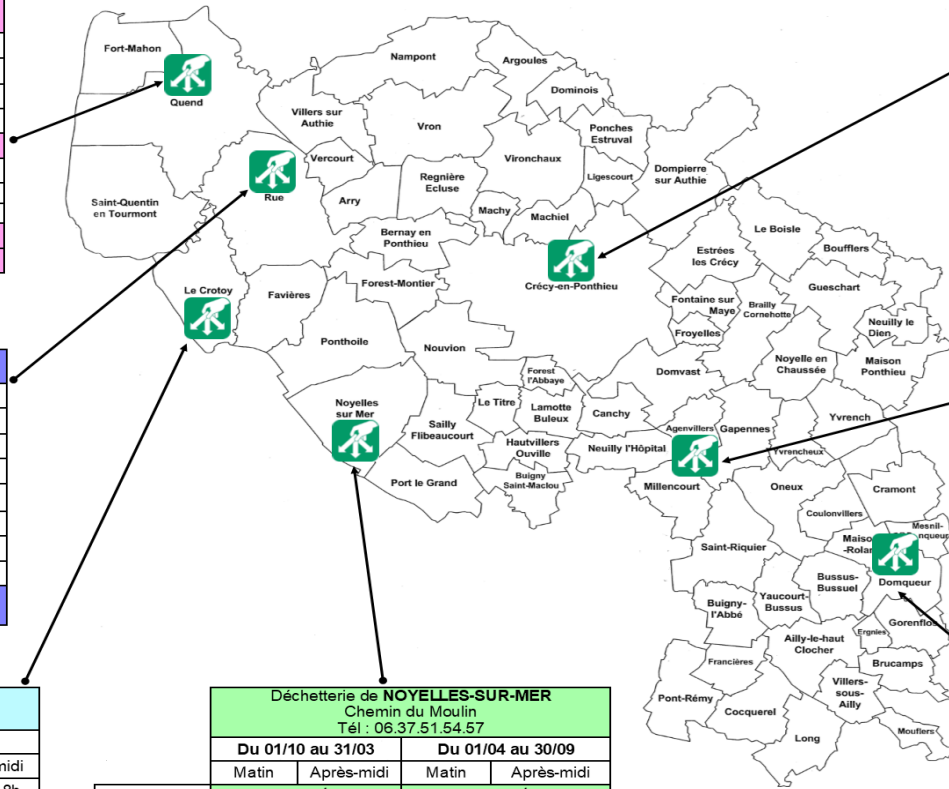 Fort-Mahon
Quend
Nampont
Argoules
Dominois
Villers sur
Authie
Vron
Ponches
Estruval
Vercourt
Vironchaux
Ligescourt
Dompierre
sur Authie
Rue
Regnière
Ecluse
Arry
Saint-Quentin
en Tourmont
Machy
Machiel
Bernay en
Ponthieu
Le Boisle
Boufflers
Estrées
les Crécy
Crécy-en-Ponthieu
Forest-Montier
Gueschart
Le Crotoy
Favières
Fontaine sur
Maye
Brailly
Cornehotte
Froyelles
Neuilly le
Dien
Ponthoile
Nouvion
Noyelle en
Chaussée
Maison
Ponthieu
Forest
l'Abbaye
Domvast
Noyelles
sur Mer
Le Titre
Lamotte
Buleux
Canchy
Yvrench
Sailly
Flibeaucourt
Agenvillers
Gapennes
Hautvillers
Ouville
Neuilly l'Hôpital
Yvrencheux
Buigny
Saint-Maclou
Port le Grand
Millencourt
Oneux
Cramont
Coulonvillers
Mesnil-
nqueur
Maiso
-Rolan
Saint-Riquier
Bussus-
Bussuel
Domqueur
Yaucourt-
Bussus
Buigny-
l'Abbé
Gorenflos
Ergnies
Ailly-le-haut
Clocher
Francières
Brucamps
Villers-
sous-
Ailly
Pont-Rémy
Cocquerel
Long
Mouflers
midi
8h
Déchetterie de NOYELLES-SUR-MER
Chemin du Moulin
Tél : 06.37.51.54.57
Du 01/10 au 31/03 Du 01/04 au 30/09
Matin Après-midi Matin Après-midi